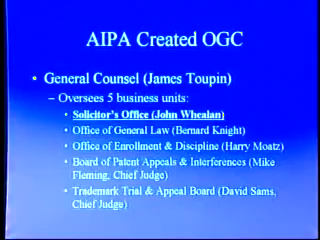 AIPA Created OGC
• General Counsel (James Toupin)
– Oversees 5 business units:
• Solicitor's Office (John Whealan)
• Office of General Law (Bernard Knight)
• Office of Enrollment & Discipline (Harry Moatz)
• Board of Patent Appeals & Interferences (Mike
Fleming, Chief Judge)
• Trademark Trial & Appeal Board (David Sams,
Chief Judge)